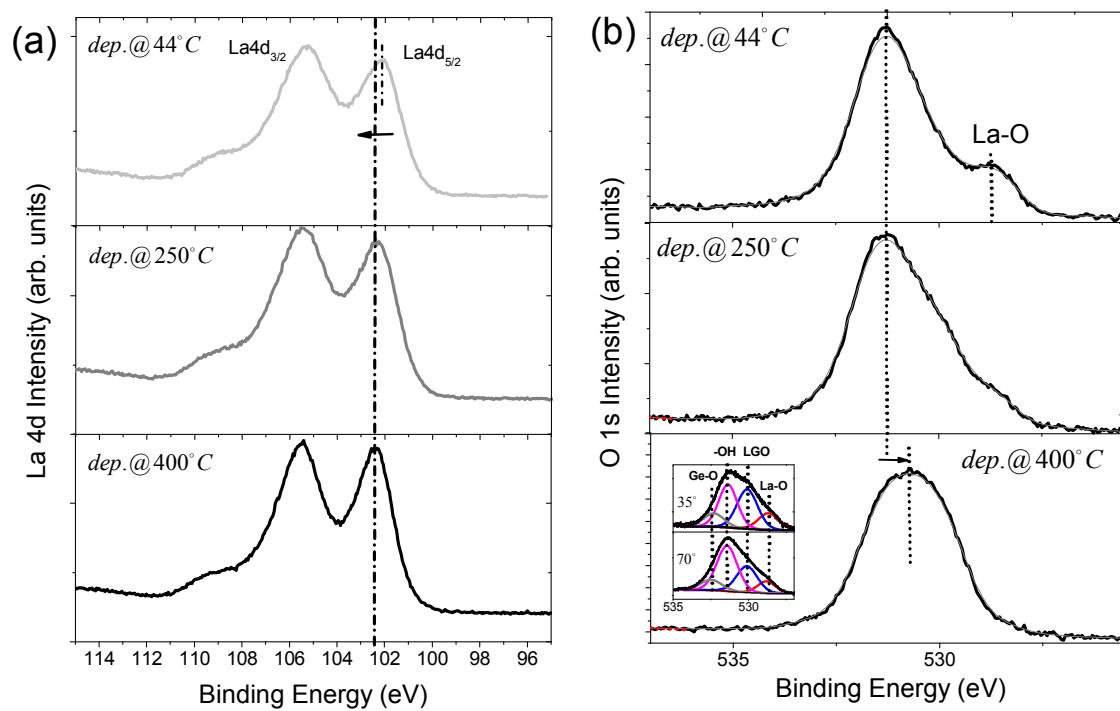 (a)
La 4d Intensity (arb. units)
dep.@44°C
La4d3/2
La4d5/2
dep.@250°C
dep.@400°C
114 112 110 108 106 104 102 100 98 96
Binding Energy (eV)
(b)
O 1s Intensity (arb. units)
dep.@44°C
La-O
dep.@250°C
dep.@400°C
-OH LGO
Ge-O La-O
35°
70°
535 530
535 530
Binding Energy (eV)